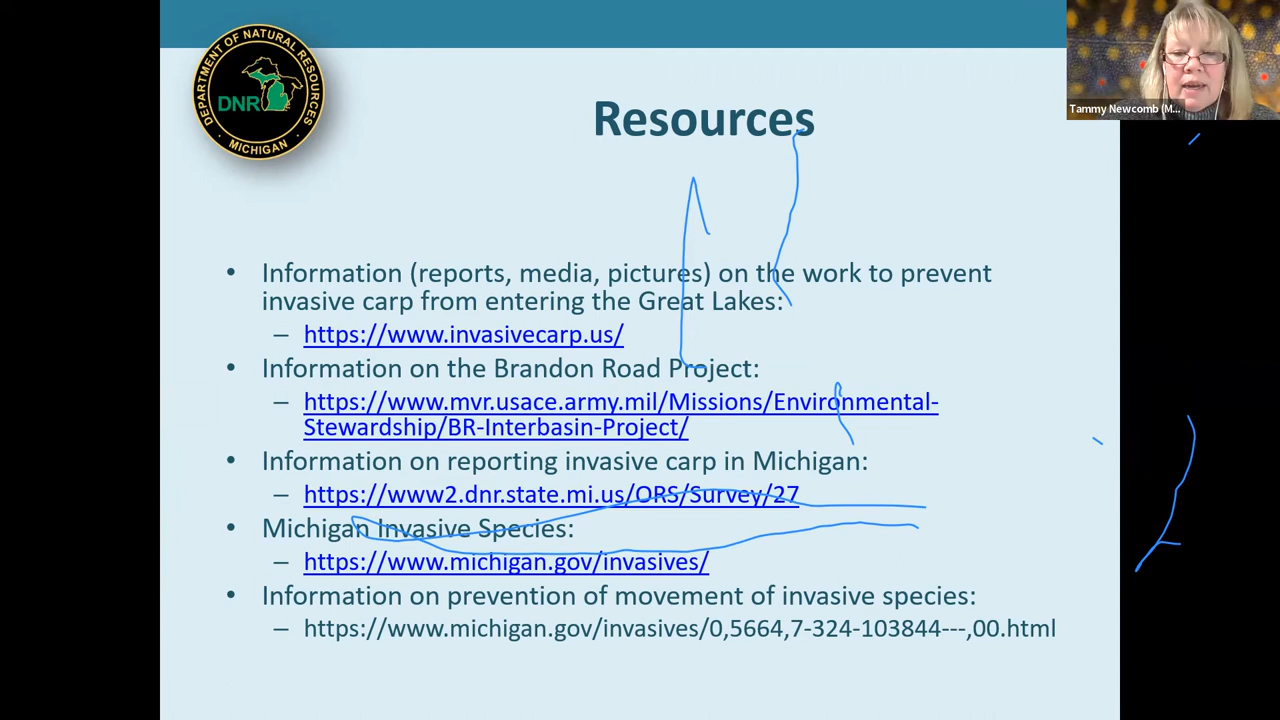 DEPARTMENT OF NATURAL RESOURCES
DNR
• MICHIGAN •
Tammy Newcomb (M...
Resources
• Information (reports, media, pictures) on the work to prevent
invasive carp from entering the Great Lakes:
– https://www.invasivecarp.us/
• Information on the Brandon Road Project:
– https://www.mvr.usace.army.mil/Missions/Environmental-
Stewardship/BR-Interbasin-Project/
• Information on reporting invasive carp in Michigan:
– https://www2.dnr.state.mi.us/ORS/Survey/27
• Michigan Invasive Species:
– https://www.michigan.gov/invasives/
• Information on prevention of movement of invasive species:
– https://www.michigan.gov/invasives/0,5664,7-324-103844---,00.html